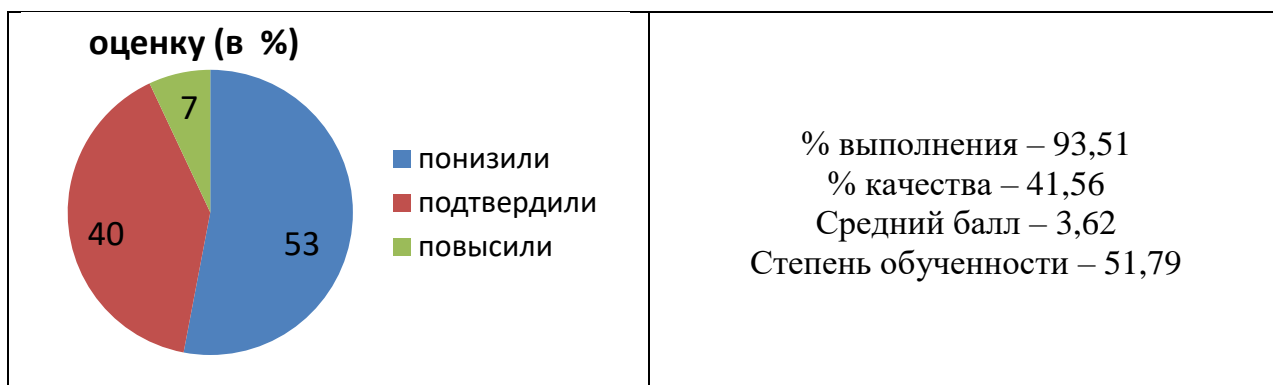 оценку (в %)
7
40
53
понизили
подтвердили
повысили
% выполнения – 93,51
% качества – 41,56
Средний балл – 3,62
Степень обученности – 51,79